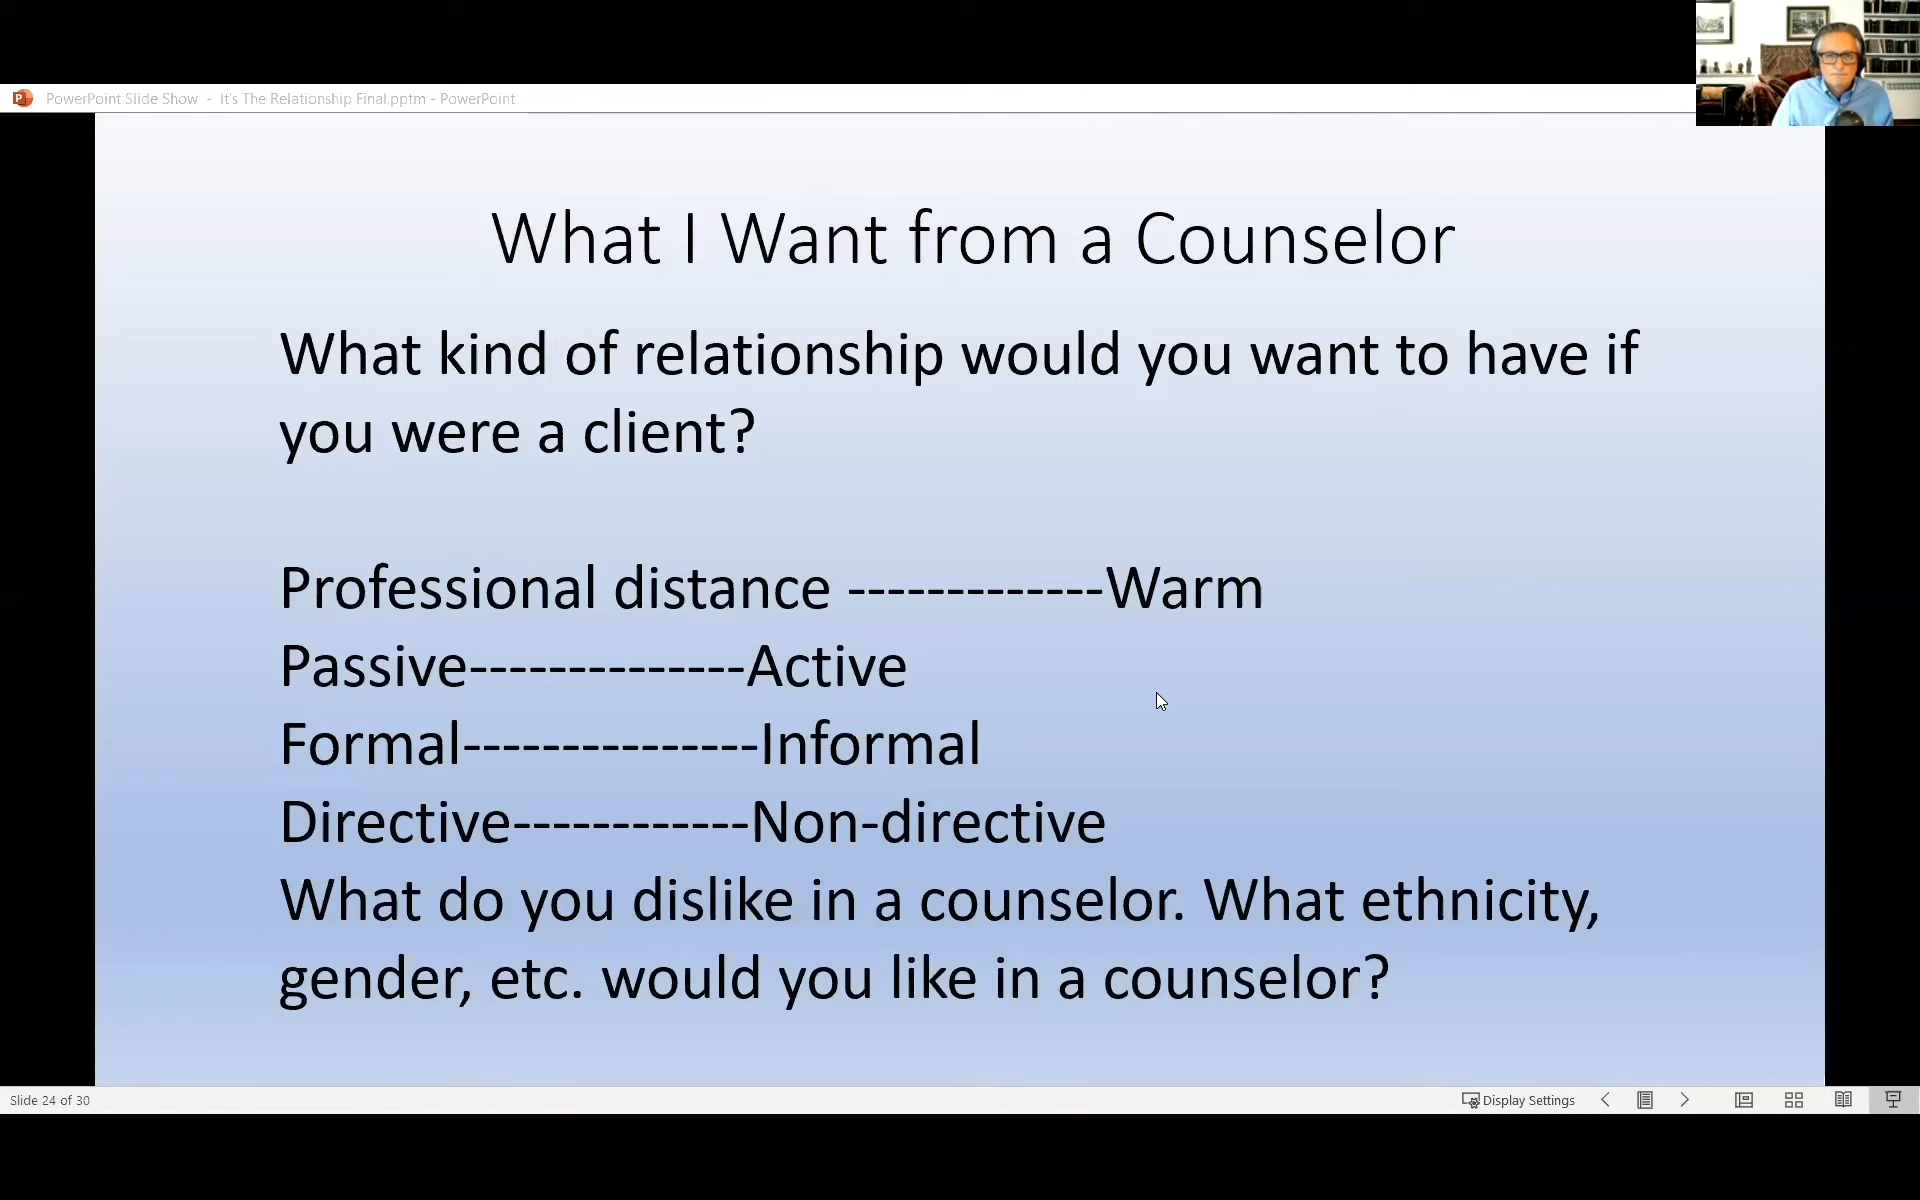 PowerPoint Slide Show - It's The Relationship Final.pptm - PowerPoint
What I Want from a Counselor
What kind of relationship would you want to have if
you were a client?
Professional distance -------------Warm
Passive--------------Active
Formal---------------Informal
Directive------------Non-directive
What do you dislike in a counselor. What ethnicity,
gender, etc. would you like in a counselor?
Slide 24 of 30
Display Settings